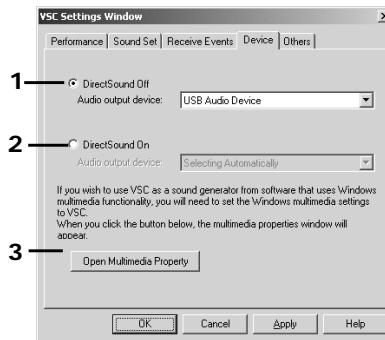 VSC Settings Window
Performance Sound Set Receive Events Device Others
1 DirectSound Off
Audio output device: USB Audio Device
2 DirectSound On
Audio output device: Selecting Automatically
If you wish to use VSC as a sound generator from software that uses Windows
multimedia functionality, you will need to set the Windows multimedia settings
to VSC.
When you click the button below, the multimedia properties window will
appear.
3 Open Multimedia Property
OK Cancel Apply Help